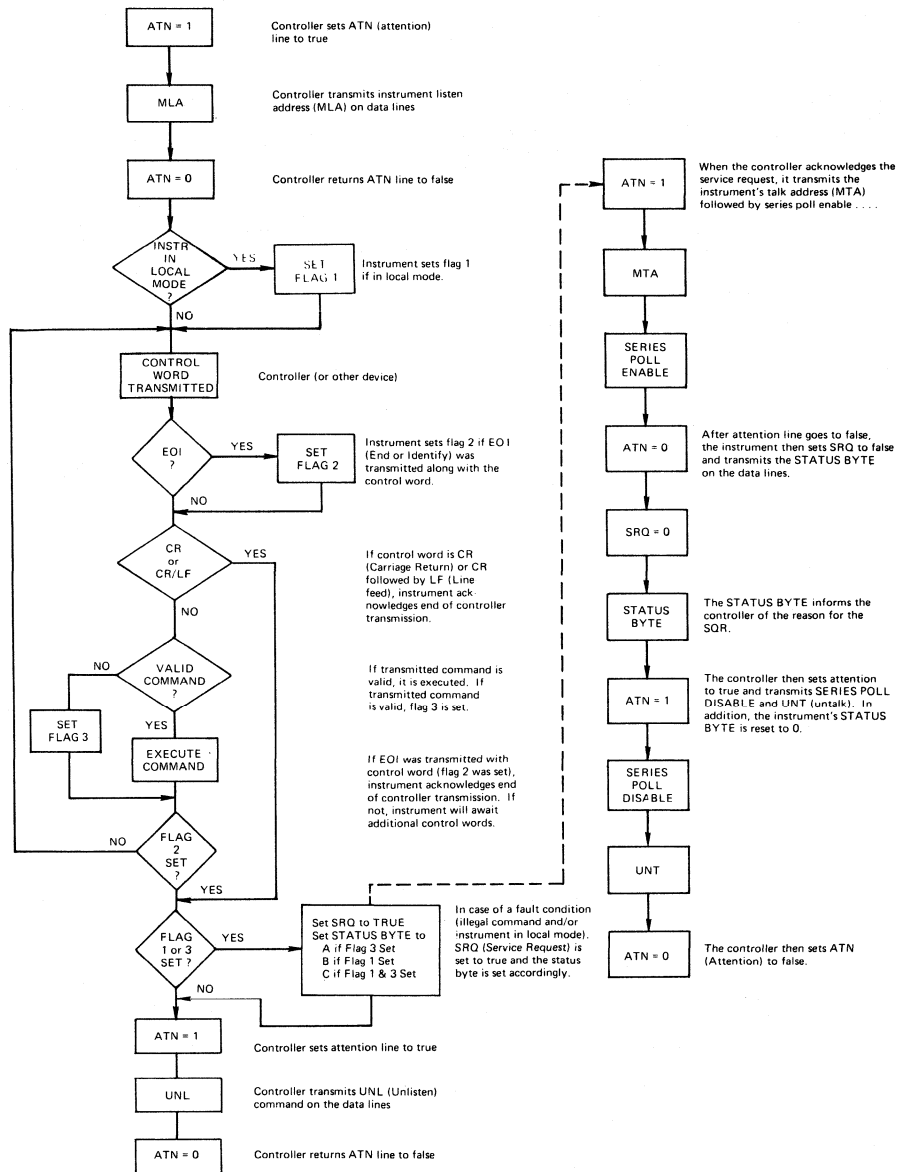 ATN = 1
Controller sets ATN (attention)
line to true
MLA
Controller transmits instrument listen
address (MLA) on data lines
ATN = 0
Controller returns ATN line to false
INSTR
IN
LOCAL
MODE
?
YES
SET
FLAG 1
Instrument sets flag 1
if in local mode.
NO
CONTROL
WORD
TRANSMITTED
Controller (or other device)
EOI
?
YES
SET
FLAG 2
Instrument sets flag 2 if EOI
(End or Identify) was
transmitted along with the
control word.
NO
CR
or
CR/LF
YES
If control word is CR
(Carriage Return) or CR
followed by LF (Line
feed), instrument ack-
nowledges end of controller
transmission.
NO
VALID
COMMAND
?
NO
SET
FLAG 3
YES
EXECUTE
COMMAND
If transmitted command is
valid, it is executed. If
transmitted command
is valid, flag 3 is set.
If EOI was transmitted with
control word (flag 2 was set),
instrument acknowledges end
of controller transmission. If
not, instrument will await
additional control words.
FLAG
2
SET
?
NO
YES
FLAG
1 or 3
SET ?
YES
Set SRQ to TRUE
Set STATUS BYTE to
A if Flag 3 Set
B if Flag 1 Set
C if Flag 1 & 3 Set
In case of a fault condition
(illegal command and/or
instrument in local mode).
SRQ (Service Request) is
set to true and the status
byte is set accordingly.
NO
ATN = 1
Controller sets attention line to true
UNL
Controller transmits UNL (Unlisten)
command on the data lines
ATN = 0
Controller returns ATN line to false
ATN = 1
When the controller acknowledges the
service request, it transmits the
instrument's talk address (MTA)
followed by series poll enable . . . .
MTA
SERIES
POLL
ENABLE
ATN = 0
After attention line goes to false,
the instrument then sets SRQ to false
and transmits the STATUS BYTE
on the data lines.
SRQ = 0
STATUS
BYTE
The STATUS BYTE informs the
controller of the reason for the
SQR.
ATN = 1
The controller then sets attention
to true and transmits SERIES POLL
DISABLE and UNT (untalk). In
addition, the instrument's STATUS
BYTE is reset to 0.
SERIES
POLL
DISABLE
UNT
ATN = 0
The controller then sets ATN
(Attention) to false.